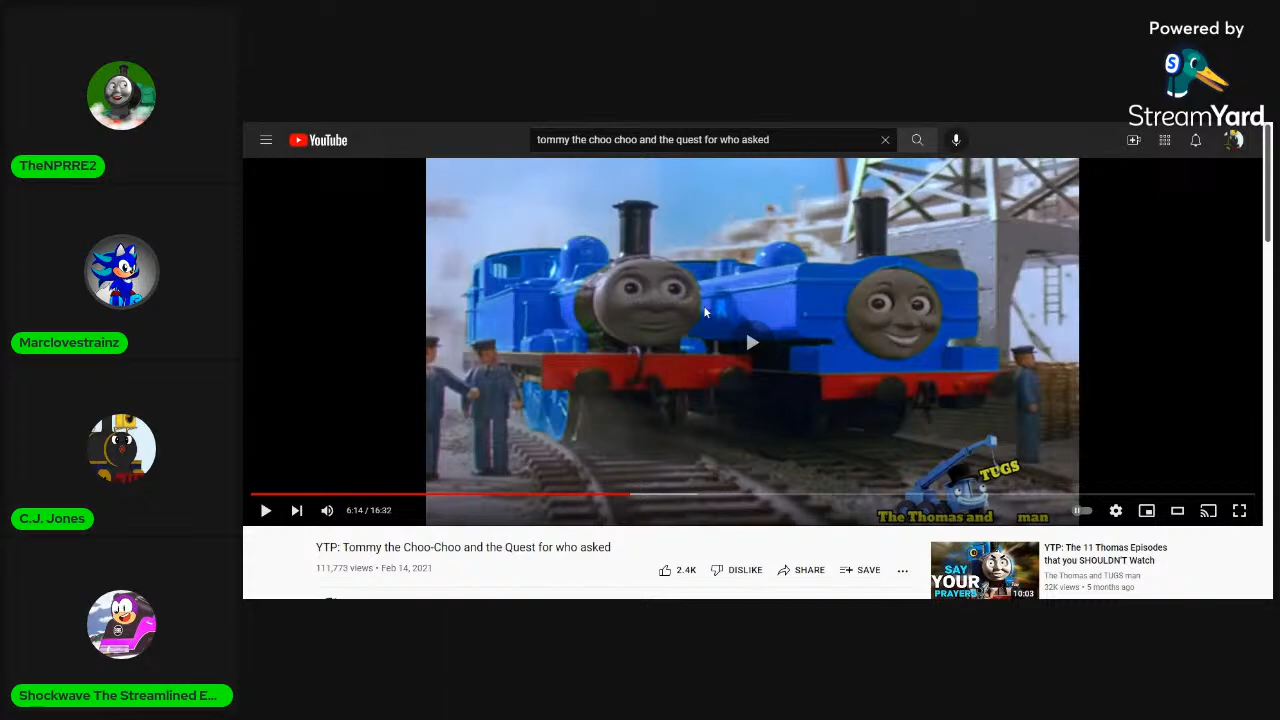 Powered by
StreamYard
TheNPRRE2
Marclovestrainz
C.J. Jones
Shockwave The Streamlined E...
YouTube
tommy the choo choo and the quest for who asked
TUGS
The Thomas and man
6:14 / 16:32
YTP: Tommy the Choo-Choo and the Quest for who asked
111,773 views • Feb 14, 2021
2.4K
DISLIKE
SHARE
SAVE
SAY
YOUR
PRAYERS
10:03
YTP: The 11 Thomas Episodes
that you SHOULDN'T Watch
The Thomas and TUGS man
32K views • 5 months ago